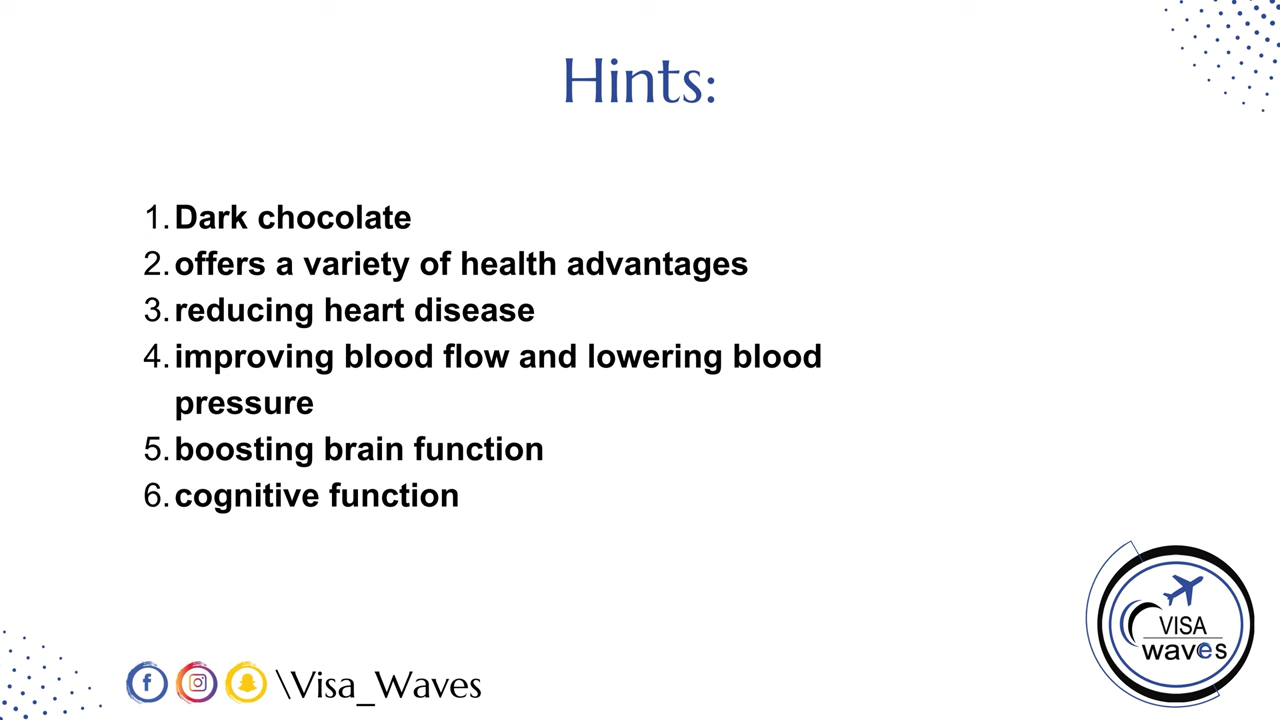 Hints:
1. Dark chocolate
2. offers a variety of health advantages
3. reducing heart disease
4. improving blood flow and lowering blood
pressure
5. boosting brain function
6. cognitive function
VISA
waves
\Visa_Waves